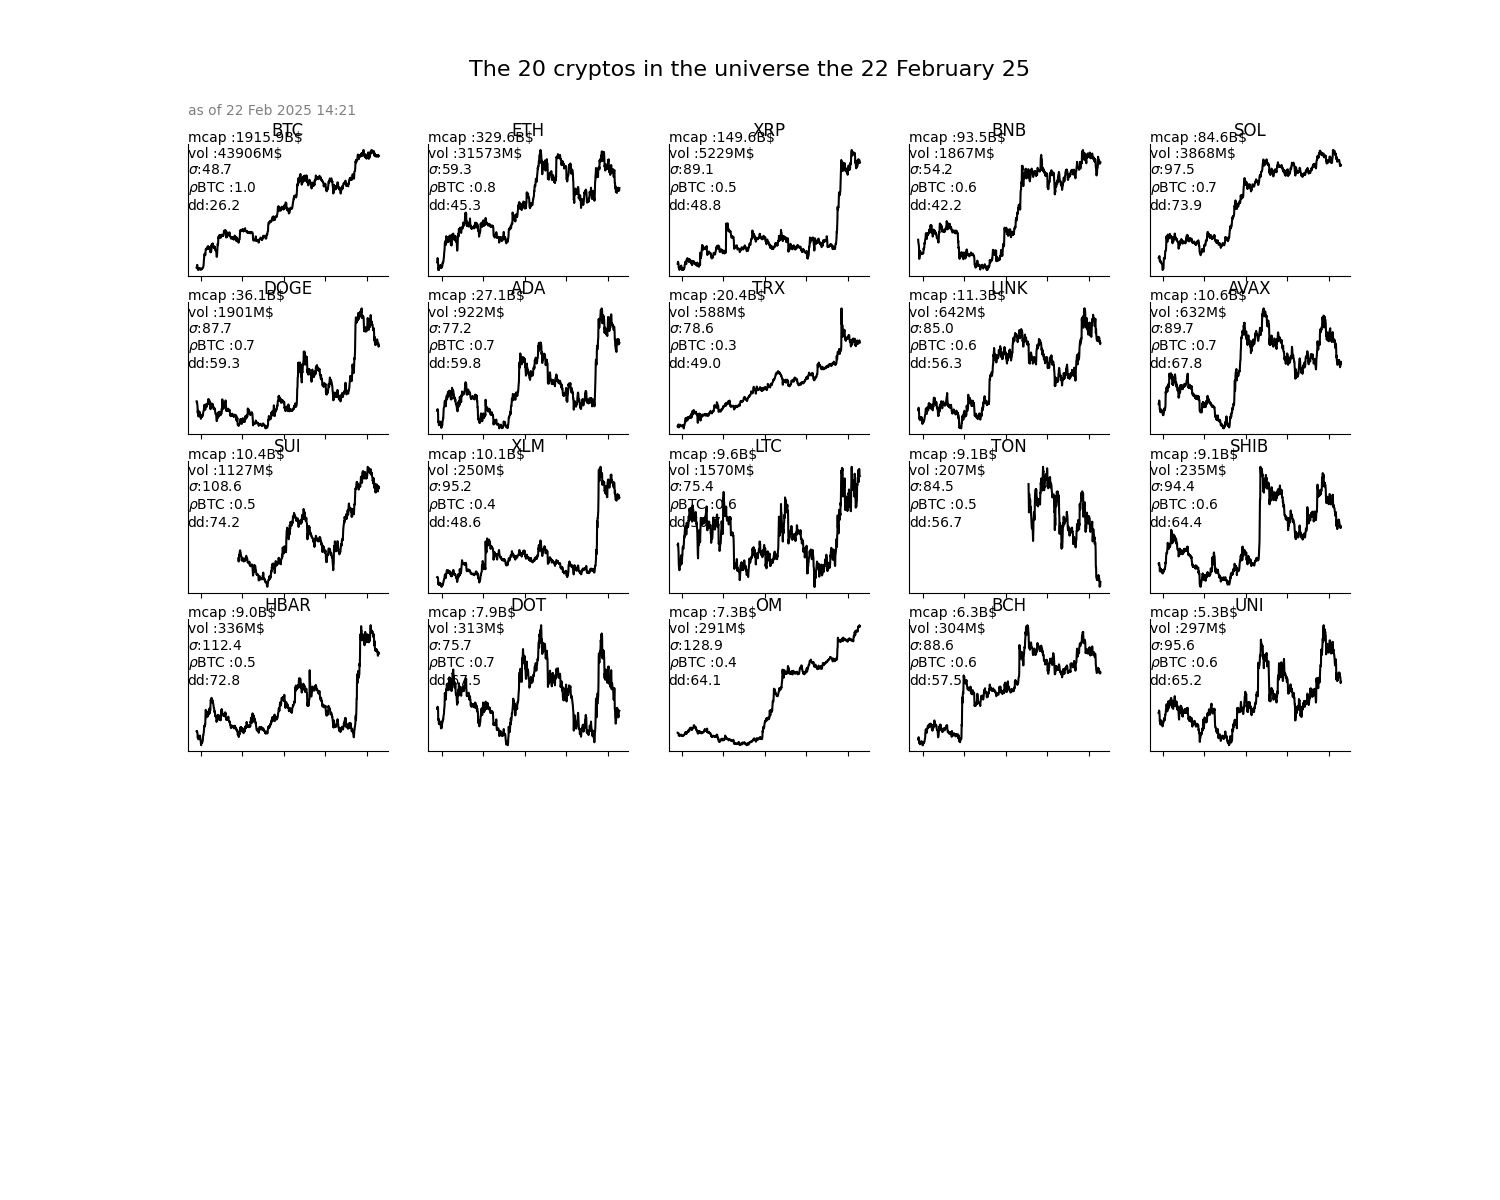 The 20 cryptos in the universe the 22 February 25
as of 22 Feb 2025 14:21
BTC
mcap :1915.9B$
vol :43906M$
σ:48.7
ρBTC :1.0
dd:26.2
ETH
mcap :329.6B$
vol :31573M$
σ:59.3
ρBTC :0.8
dd:45.3
XRP
mcap :149.6B$
vol :5229M$
σ:89.1
ρBTC :0.5
dd:48.8
BNB
mcap :93.5B$
vol :1867M$
σ:54.2
ρBTC :0.6
dd:42.2
SOL
mcap :84.6B$
vol :3868M$
σ:97.5
ρBTC :0.7
dd:73.9
DOGE
mcap :36.1B$
vol :1901M$
σ:87.7
ρBTC :0.7
dd:59.3
ADA
mcap :27.1B$
vol :922M$
σ:77.2
ρBTC :0.7
dd:59.8
TRX
mcap :20.4B$
vol :588M$
σ:78.6
ρBTC :0.3
dd:49.0
LINK
mcap :11.3B$
vol :642M$
σ:85.0
ρBTC :0.6
dd:56.3
AVAX
mcap :10.6B$
vol :632M$
σ:89.7
ρBTC :0.7
dd:67.8
SUI
mcap :10.4B$
vol :1127M$
σ:108.6
ρBTC :0.5
dd:74.2
XLM
mcap :10.1B$
vol :250M$
σ:95.2
ρBTC :0.4
dd:48.6
LTC
mcap :9.6B$
vol :1570M$
σ:75.4
ρBTC :0.6
TON
mcap :9.1B$
vol :207M$
σ:84.5
ρBTC :0.5
dd:56.7
SHIB
mcap :9.1B$
vol :235M$
σ:94.4
ρBTC :0.6
dd:64.4
HBAR
mcap :9.0B$
vol :336M$
σ:112.4
ρBTC :0.5
dd:72.8
DOT
mcap :7.9B$
vol :313M$
σ:75.7
ρBTC :0.7
dd:67.5
OM
mcap :7.3B$
vol :291M$
σ:128.9
ρBTC :0.4
dd:64.1
BCH
mcap :6.3B$
vol :304M$
σ:88.6
ρBTC :0.6
dd:57.5
UNI
mcap :5.3B$
vol :297M$
σ:95.6
ρBTC :0.6
dd:65.2